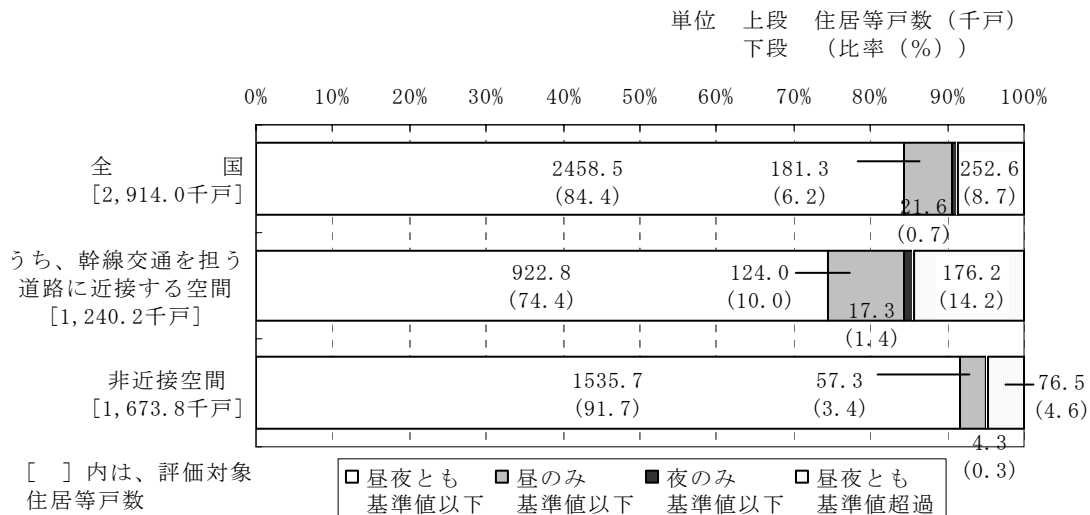 単位 上段 住居等戸数（千戸）
下段 （比率（%））
0% 10% 20% 30% 40% 50% 60% 70% 80% 90% 100%
全国
[2,914.0千戸]
2458.5 181.3 252.6
(84.4) (6.2) (8.7)
21.6
(0.7)
うち、幹線交通を担う
道路に近接する空間
[1,240.2千戸]
922.8 124.0 176.2
(74.4) (10.0) (14.2)
17.3
(1.4)
非近接空間
[1,673.8千戸]
1535.7 57.3 76.5
(91.7) (3.4) (4.6)
4.3
(0.3)
[ ]内は、評価対象
住居等戸数
昼夜とも 昼のみ 夜のみ 昼夜とも
基準値以下 基準値以下 基準値以下 基準値超過